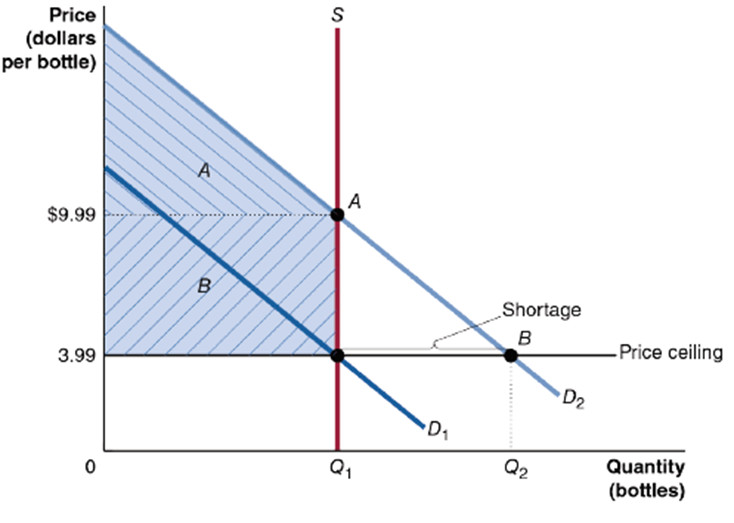 Price
(dollars
per bottle)
S
A
$9.99
A
B
Shortage
B
3.99
Price ceiling
D2
D1
0
Q1
Q2
Quantity
(bottles)